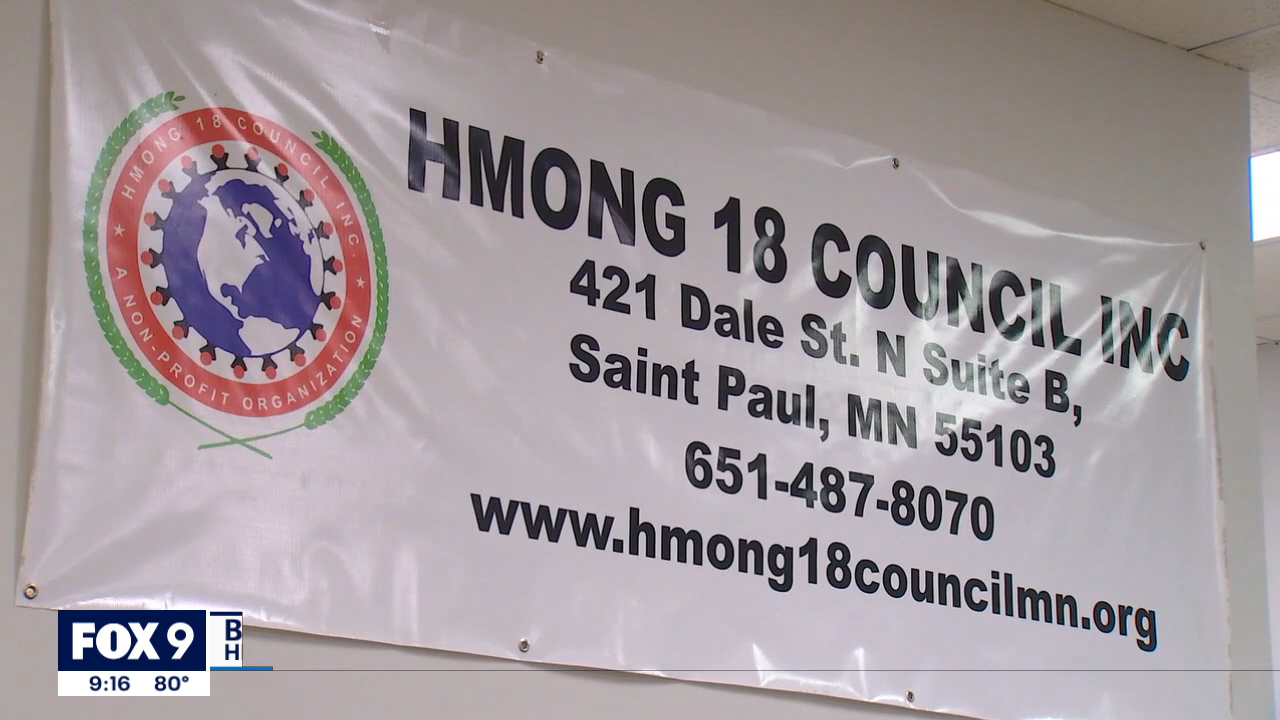 HMONG 18 COUNCIL INC.
★ A NON-PROFIT ORGANIZATION ★
HMONG 18 COUNCIL INC
421 Dale St. N Suite B,
Saint Paul, MN 55103
651-487-8070
www.hmong18councilmn.org
FOX 9
B
H
9:16 80°